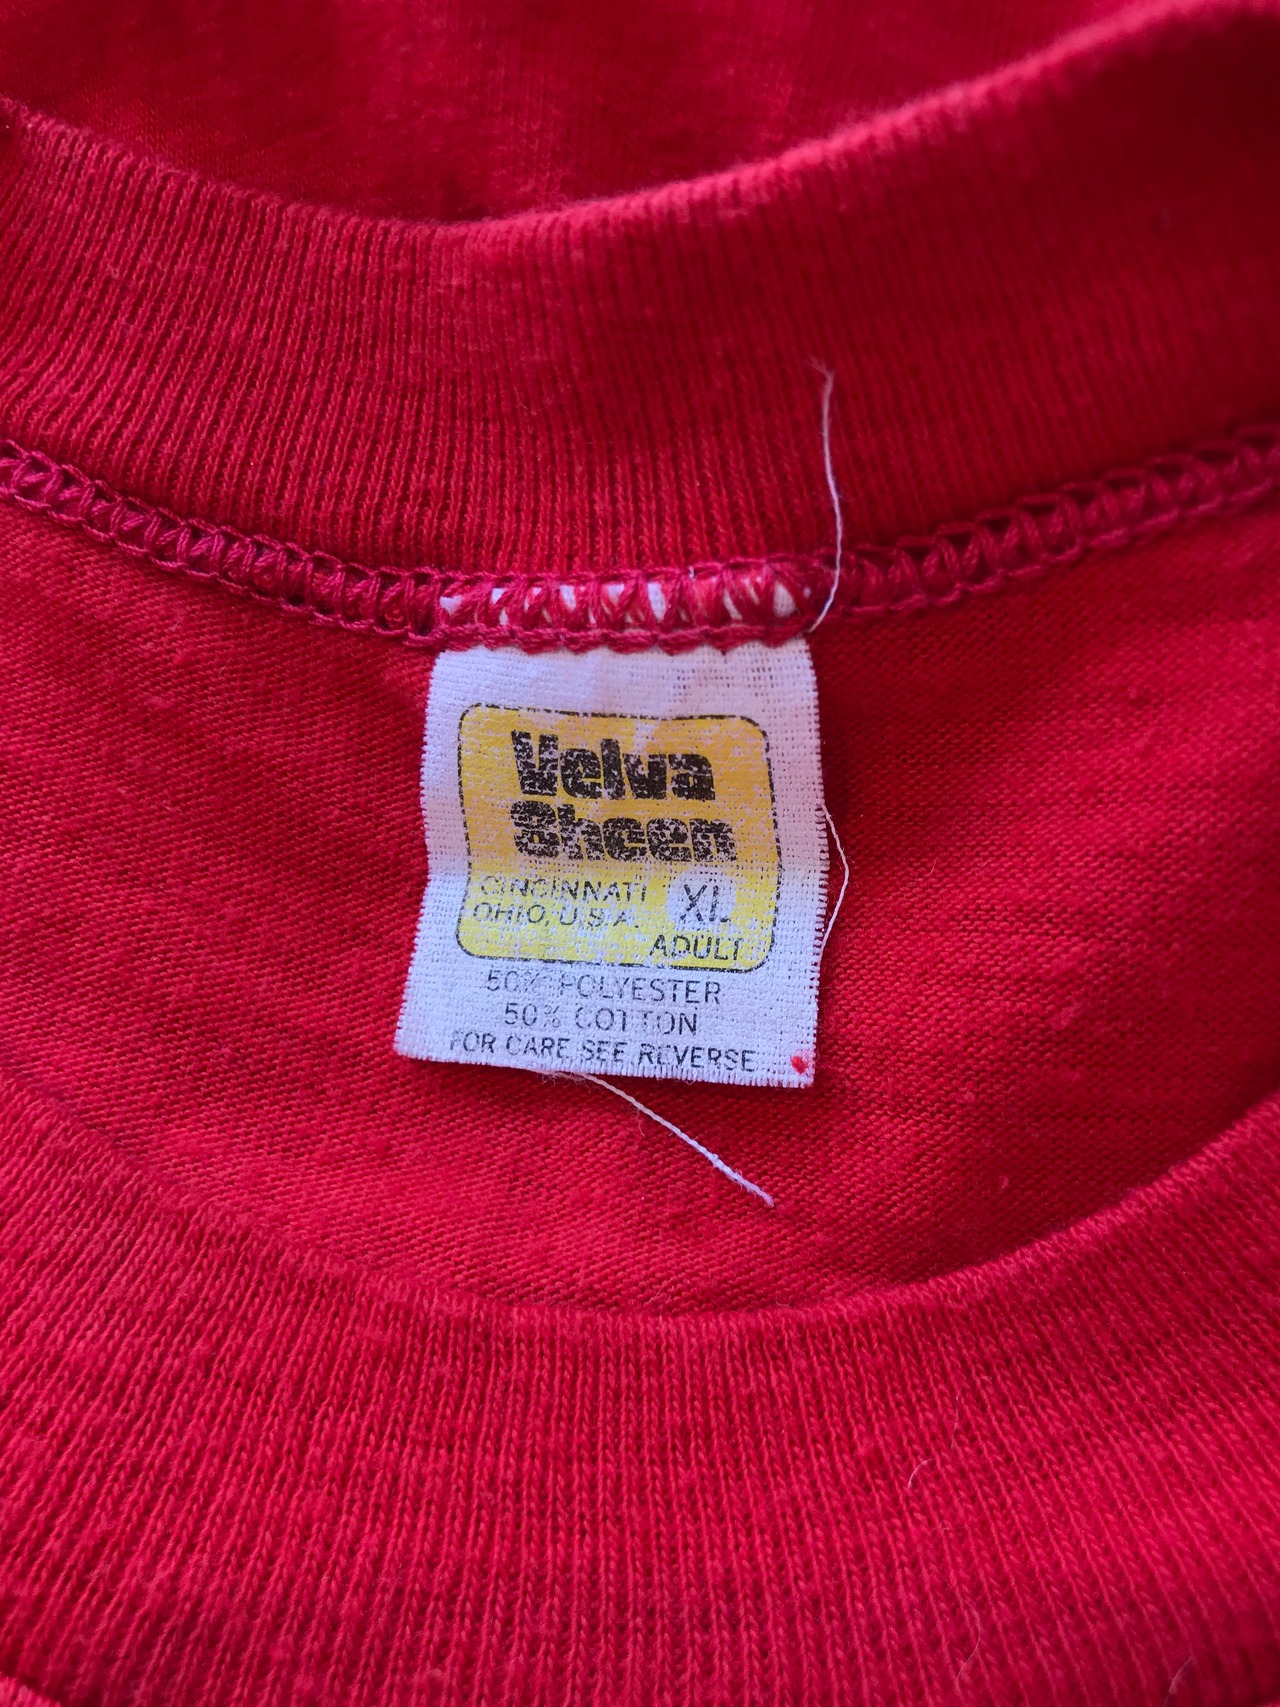 Velva
Sheen
CINCINNATI
OHIO, U.S.A.
XL
ADULT
50% POLYESTER
50% COTTON
FOR CARE SEE REVERSE